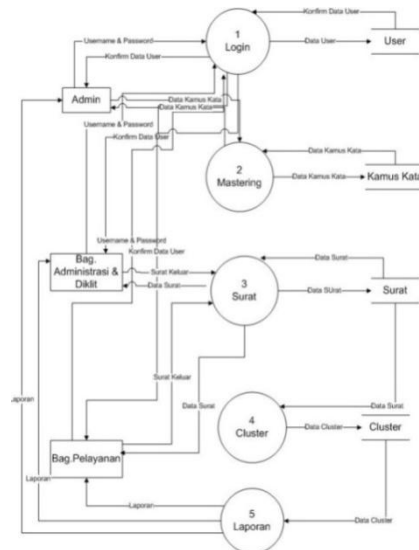 Konfirm Data User
1
Login
Username & Password
Data User
User
Konfirm Data User
Admin
Data Kamus Kata
Data Kamus Kata
Username & Password
Konfirm Data User
Data Kamus Kata
2
Mastering
Data Kamus Kata
Kamus Kata
Username & Password
Konfirm Data User
Bag.
Administrasi &
Diklit
Surat Keluar
Data Surat
Data Surat
3
Surat
Data SUrat
Surat
Surat Keluar
Laporan
Data Surat
Data Surat
4
Cluster
Data Cluster
Cluster
Bag.Pelayanan
Laporan
Laporan
5
Laporan
Data Cluster